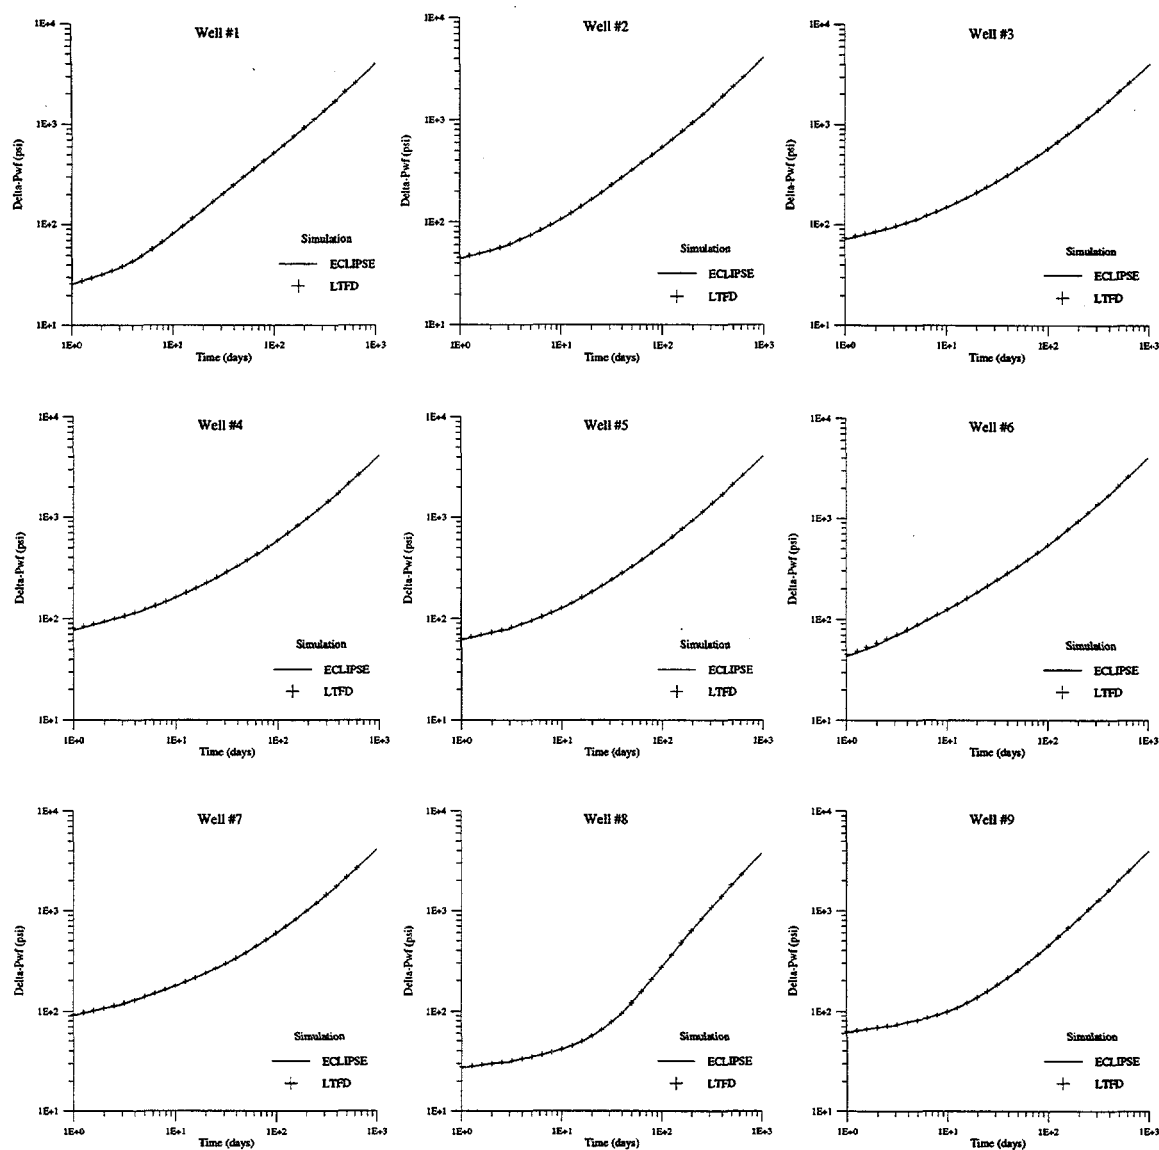 Well #1
1E+4
1E+3
1E+2
1E+1
Delta-Pwf (psi)
Simulation
ECLIPSE
LTFD
1E+0 1E+1 1E+2 1E+3
Time (days)
Well #2
1E+4
1E+3
1E+2
1E+1
Delta-Pwf (psi)
Simulation
ECLIPSE
LTFD
1E+0 1E+1 1E+2 1E+3
Time (days)
Well #3
1E+4
1E+3
1E+2
1E+1
Delta-Pwf (psi)
Simulation
ECLIPSE
LTFD
1E+0 1E+1 1E+2 1E+3
Time (days)
Well #4
1E+4
1E+3
1E+2
1E+1
Delta-Pwf (psi)
Simulation
ECLIPSE
LTFD
1E+0 1E+1 1E+2 1E+3
Time (days)
Well #5
1E+4
1E+3
1E+2
1E+1
Delta-Pwf (psi)
Simulation
ECLIPSE
LTFD
1E+0 1E+1 1E+2 1E+3
Time (days)
Well #6
1E+4
1E+3
1E+2
1E+1
Delta-Pwf (psi)
Simulation
ECLIPSE
LTFD
1E+0 1E+1 1E+2 1E+3
Time (days)
Well #7
1E+4
1E+3
1E+2
1E+1
Delta-Pwf (psi)
Simulation
ECLIPSE
LTFD
1E+0 1E+1 1E+2 1E+3
Time (days)
Well #8
1E+4
1E+3
1E+2
1E+1
Delta-Pwf (psi)
Simulation
ECLIPSE
LTFD
1E+0 1E+1 1E+2 1E+3
Time (days)
Well #9
1E+4
1E+3
1E+2
1E+1
Delta-Pwf (psi)
Simulation
ECLIPSE
LTFD
1E+0 1E+1 1E+2 1E+3
Time (days)